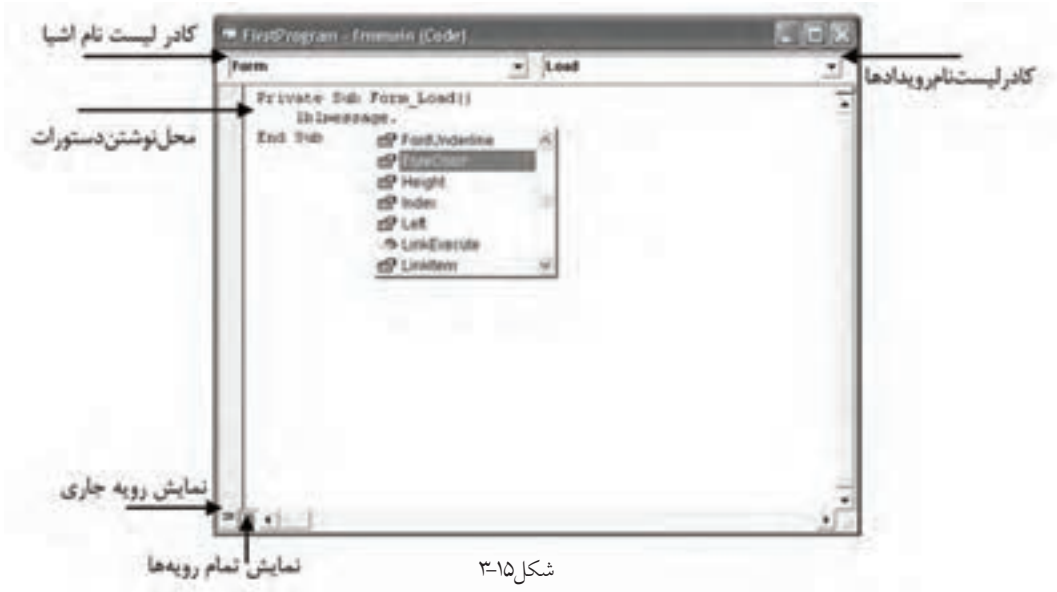 کادر لیست نام اشیا
FirstProgram - frmmain (Code)
کادرلیست‌نام‌رویدادها
Form
Load
محل‌نوشتن‌دستورات
Private Sub Form_Load()
lblmessage.
End Sub
FontUnderline
ForeColor
Height
Index
Left
LinkExecute
LinkItem
نمایش رویه جاری
نمایش تمام رویه‌ها
شکل۱۵-۳